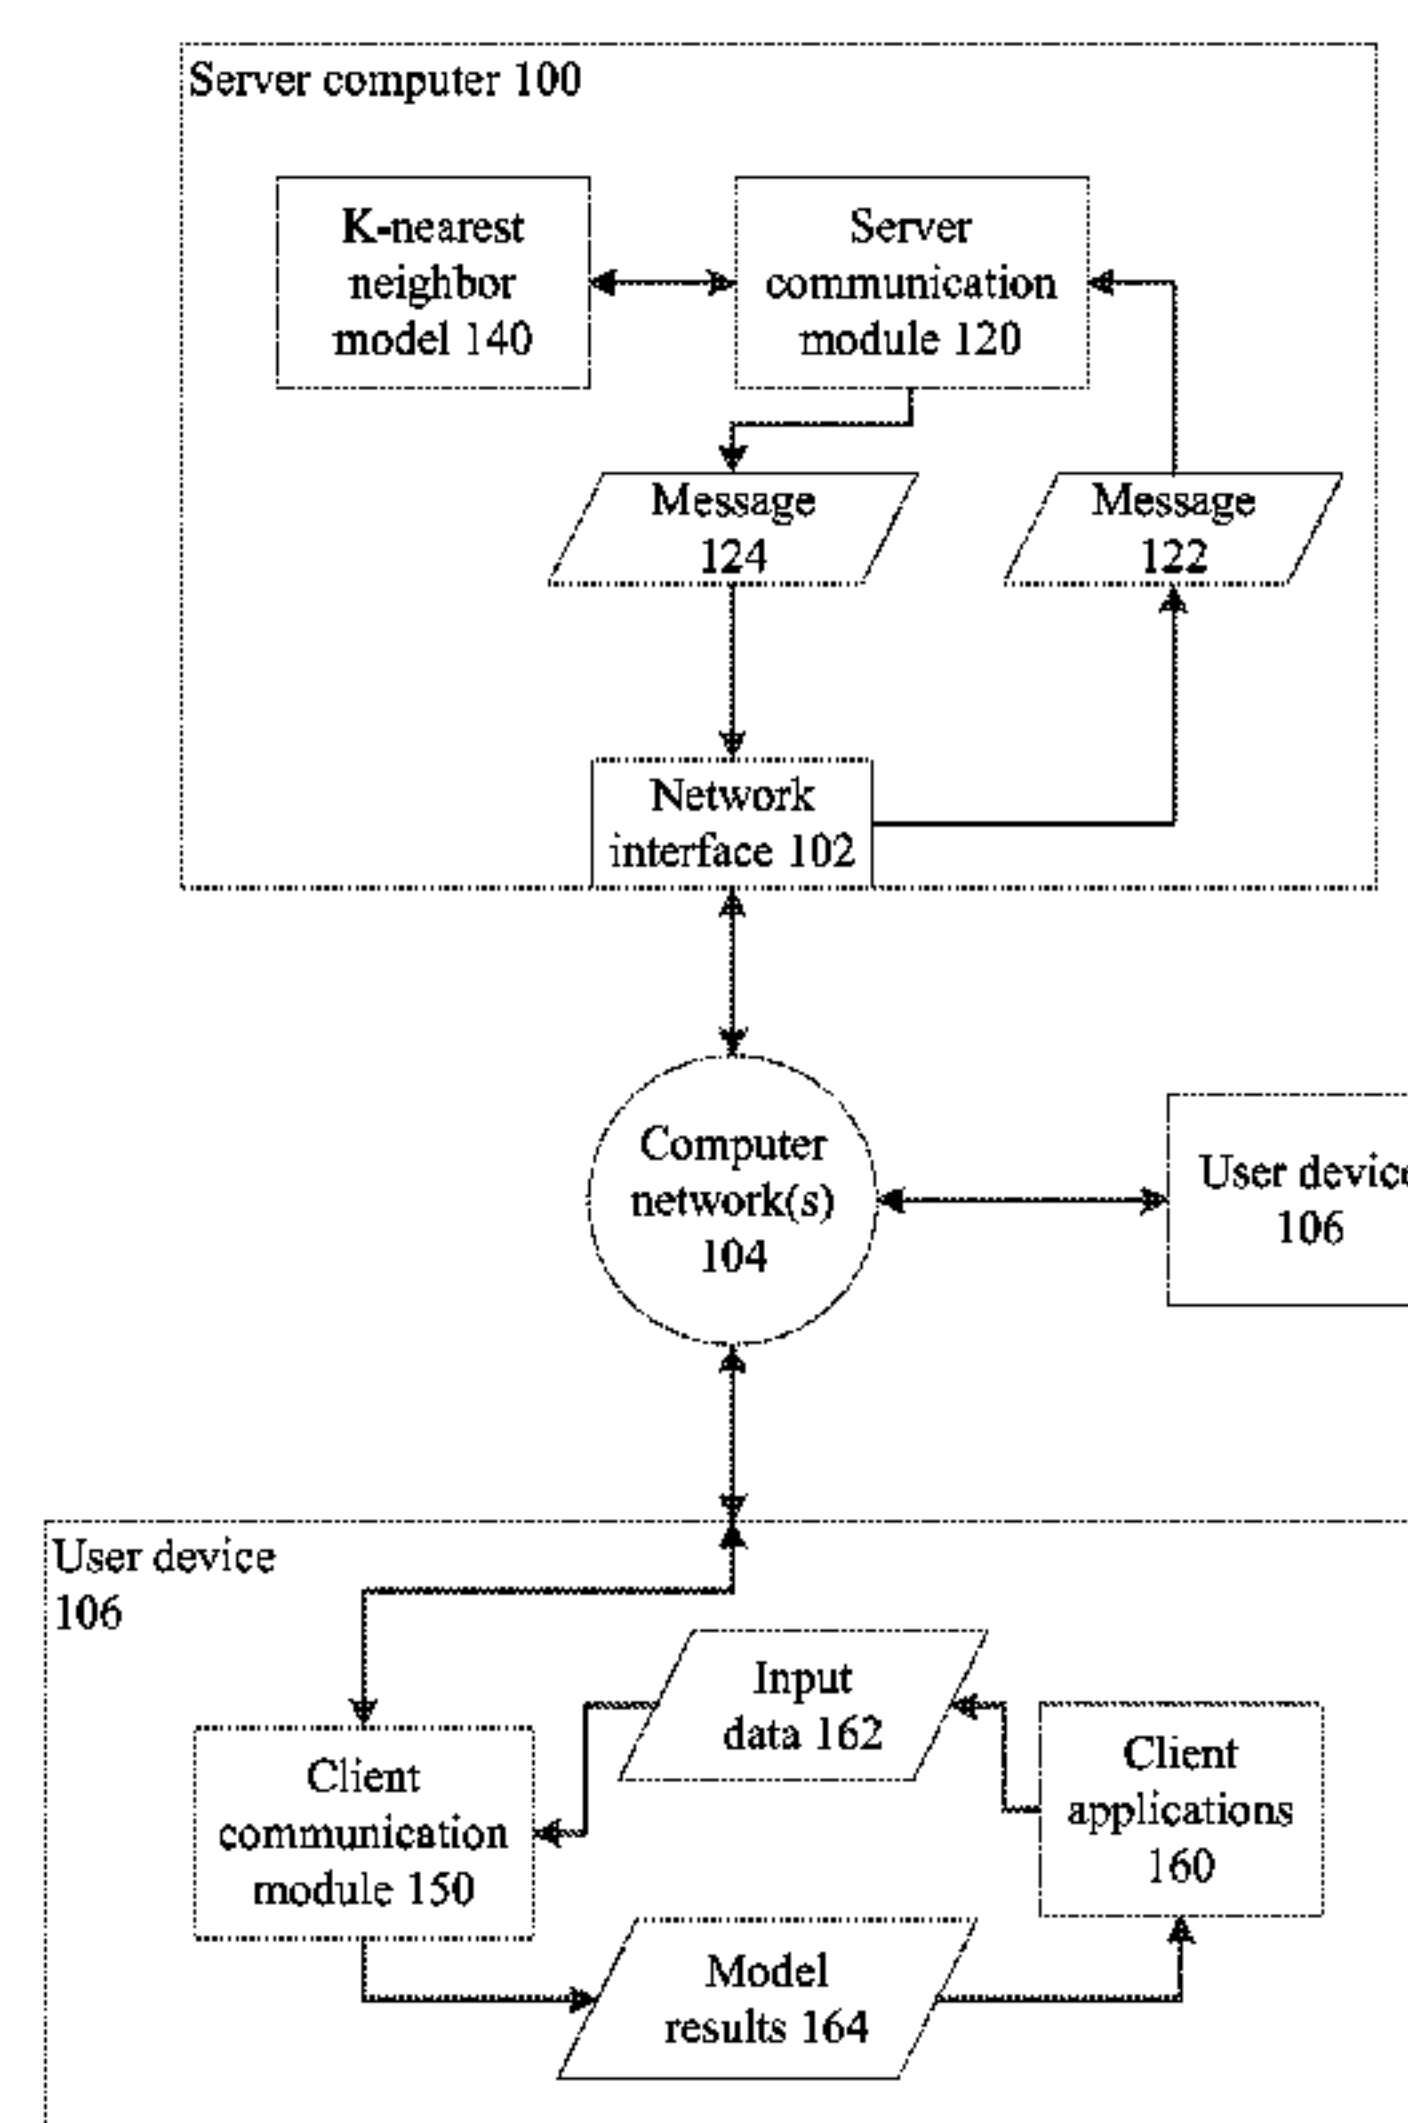 Server computer 100
K-nearest
neighbor
model 140
Server
communication
module 120
Message
124
Message
122
Network
interface 102
Computer
network(s)
104
User device
106
User device
106
Input
data 162
Client
applications
160
Client
communication
module 150
Model
results 164